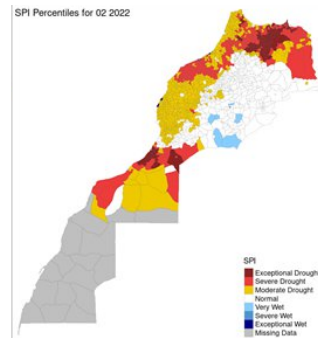 SPI Percentiles for 02 2022
SPI
Exceptional Drough
Severe Drought
Moderate Drought
Normal
Very Wet
Severe Wet
Exceptional Wet
Missing Data